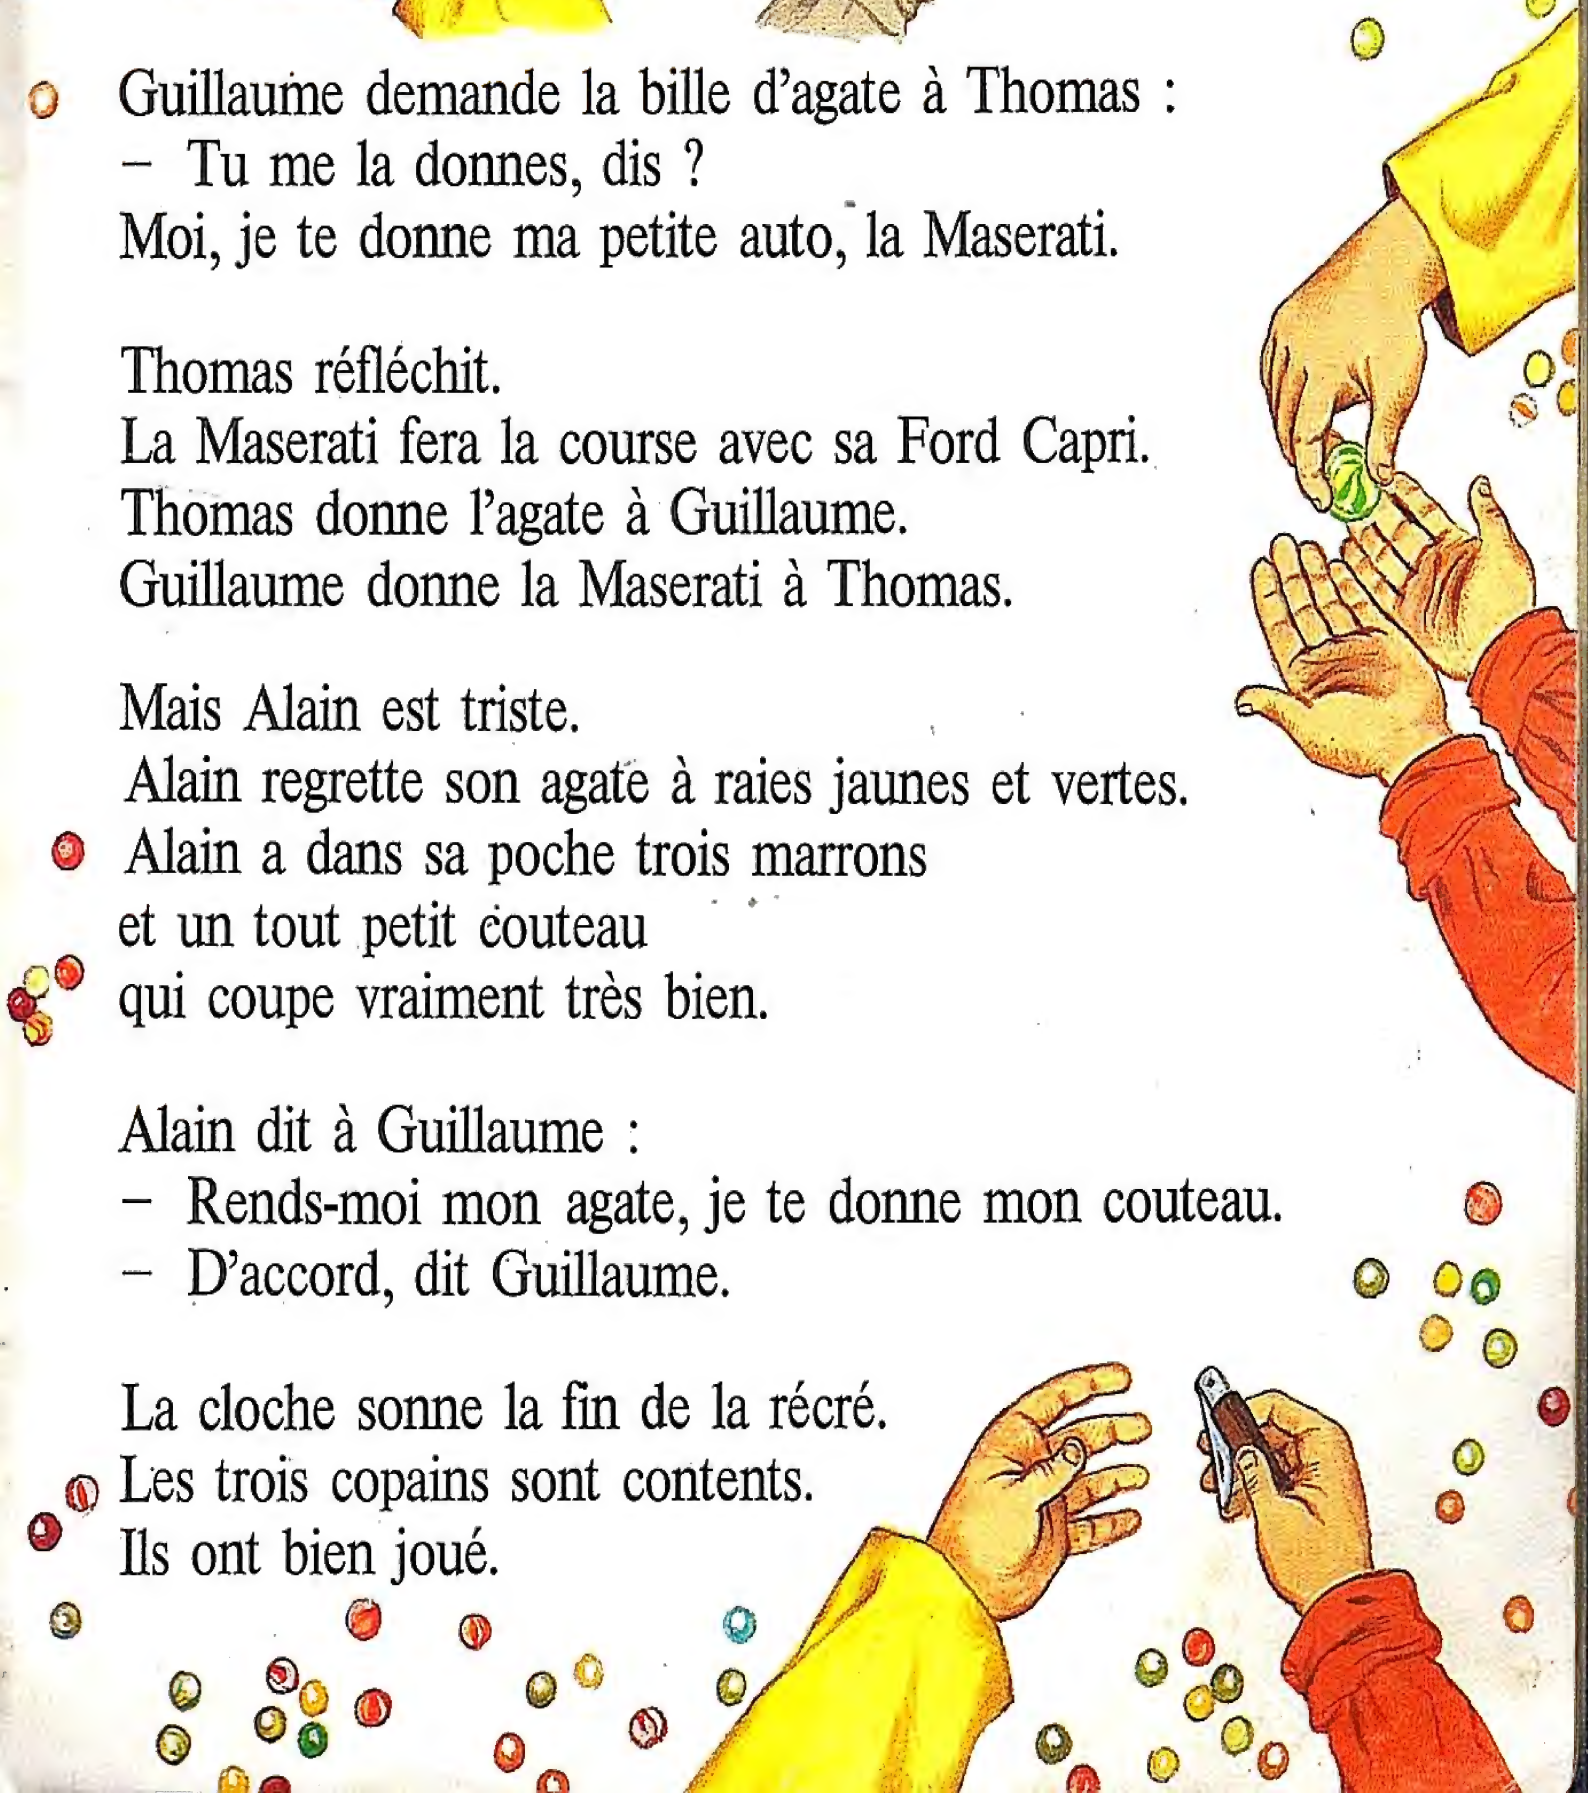 Guillaume demande la bille d'agate à Thomas :
– Tu me la donnes, dis ?
Moi, je te donne ma petite auto, la Maserati.
Thomas réfléchit.
La Maserati fera la course avec sa Ford Capri.
Thomas donne l'agate à Guillaume.
Guillaume donne la Maserati à Thomas.
Mais Alain est triste.
Alain regrette son agate à raies jaunes et vertes.
Alain a dans sa poche trois marrons
et un tout petit couteau
qui coupe vraiment très bien.
Alain dit à Guillaume :
– Rends-moi mon agate, je te donne mon couteau.
– D'accord, dit Guillaume.
La cloche sonne la fin de la récré.
Les trois copains sont contents.
Ils ont bien joué.